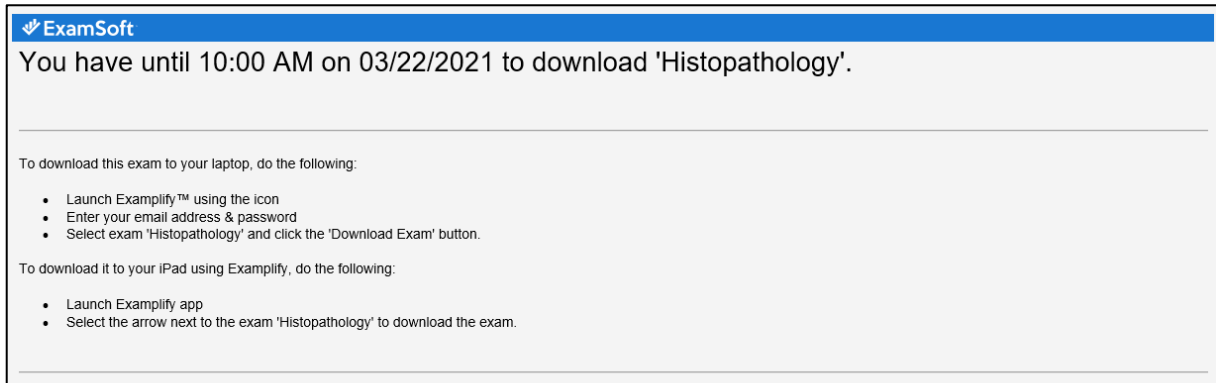 ExamSoft
You have until 10:00 AM on 03/22/2021 to download 'Histopathology'.
To download this exam to your laptop, do the following:
• Launch Examplify™ using the icon
• Enter your email address & password
• Select exam 'Histopathology' and click the 'Download Exam' button.
To download it to your iPad using Examplify, do the following:
• Launch Examplify app
• Select the arrow next to the exam 'Histopathology' to download the exam.